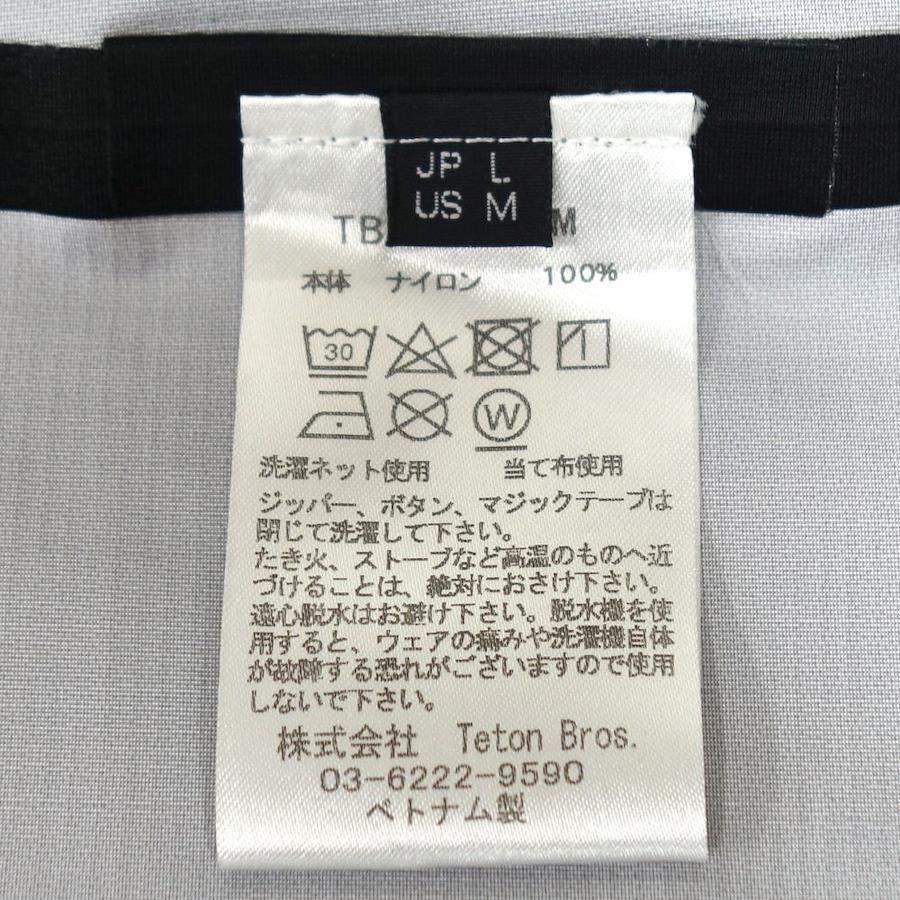 JP L
US M
TB M
本体 ナイロン 100%
30
W
洗濯ネット使用 当て布使用
ジッパー、ボタン、マジックテープは
閉じて洗濯して下さい。
たき火、ストーブなど高温のものへ近
づけることは、絶対におさけ下さい。
遠心脱水はお避け下さい。脱水機を使
用すると、ウェアの痛みや洗濯機自体
が故障する恐れがございますので使用
しないで下さい。
株式会社 Teton Bros.
03-6222-9590
ベトナム製